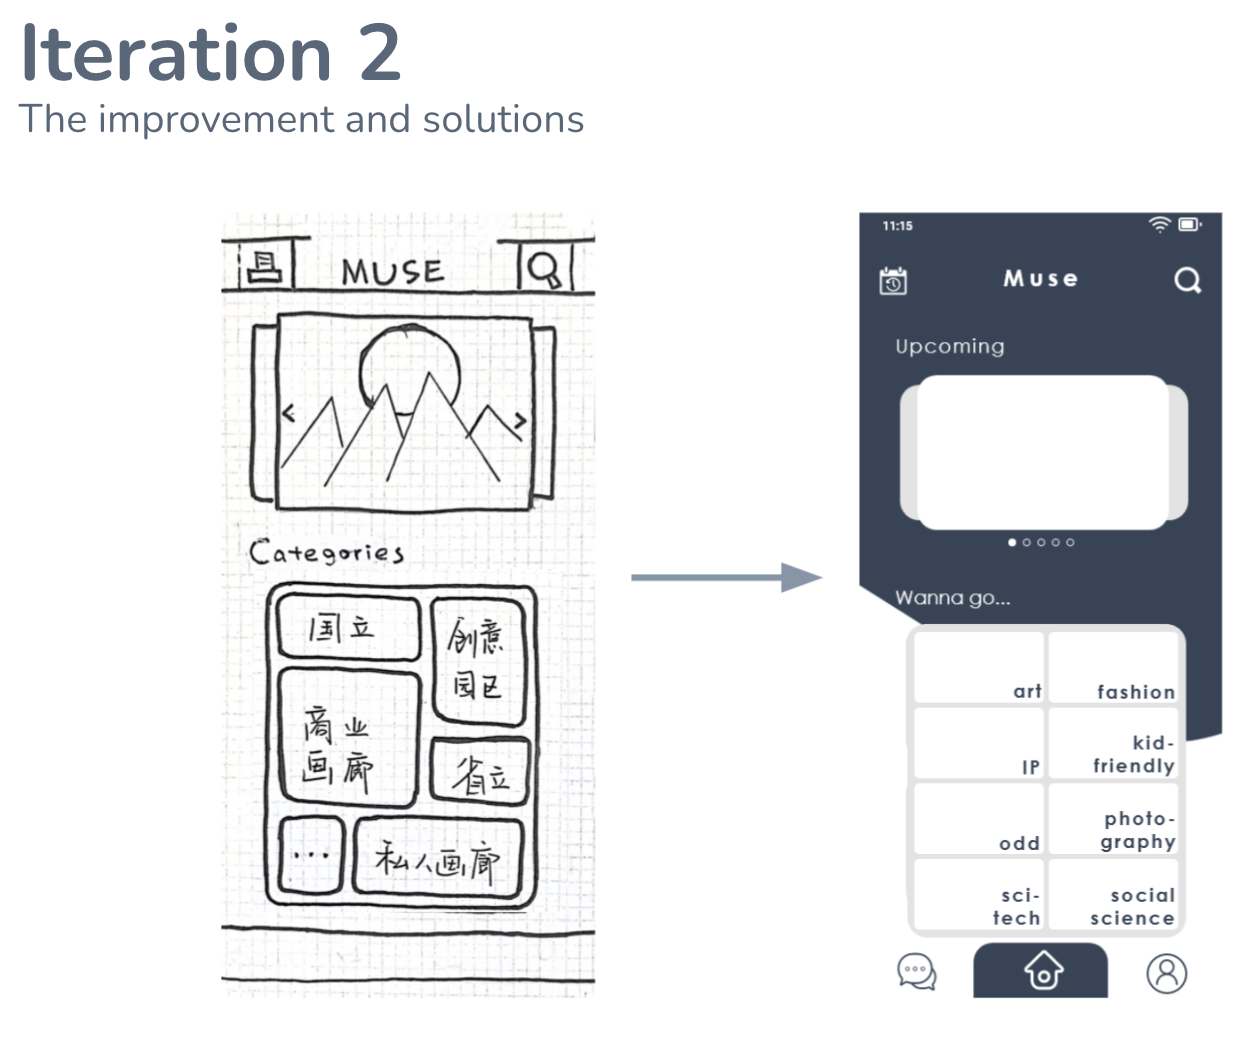 Iteration 2
The improvement and solutions
MUSE
Categories
国立
创意
园区
商业
画廊
省立
...
私人画廊
11:15
Muse
Upcoming
Wanna go...
art
fashion
IP
kid-
friendly
odd
photo-
graphy
sci-
tech
social
science